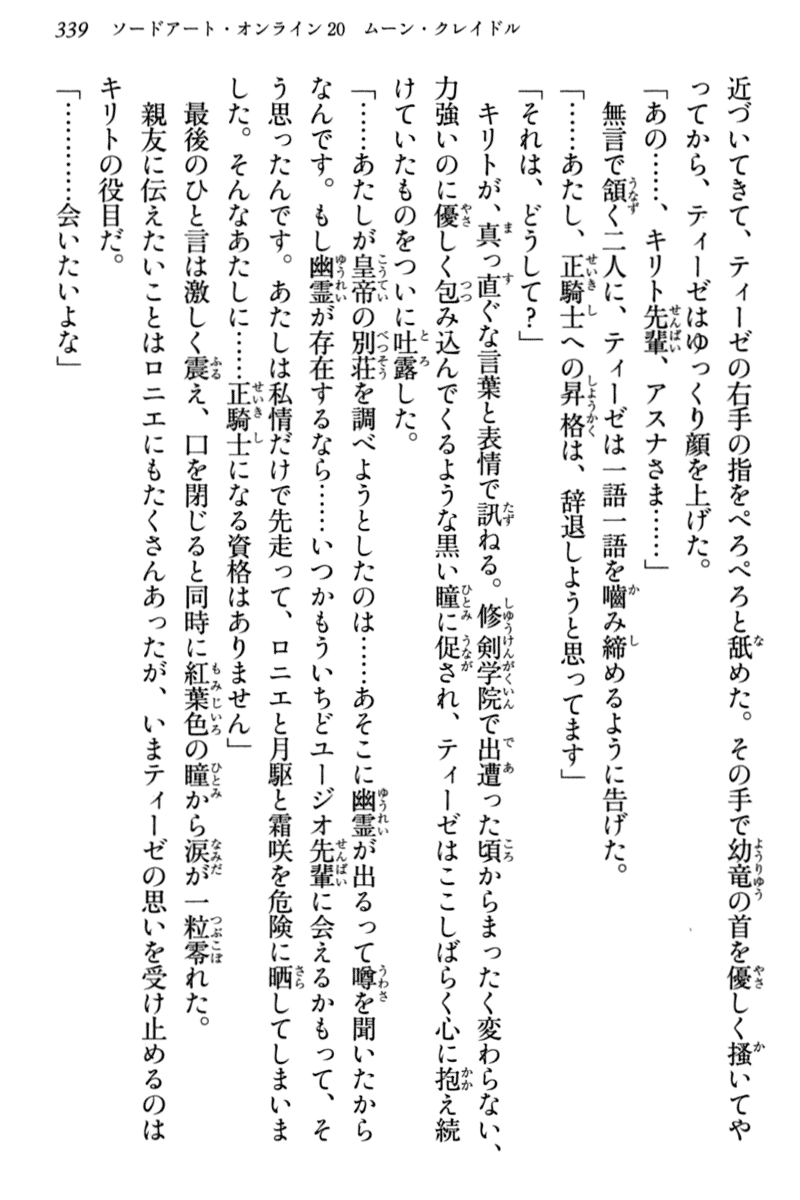 339　ソードアート・オンライン20　ムーン・クレイドル
近づいてきて、ティーゼの右手の指をぺろぺろと舐めた。その手で幼竜の首を優しく掻いてや
ってから、ティーゼはゆっくり顔を上げた。
「あの……、キリト先輩、アスナさま……」
無言で頷く二人に、ティーゼは一語一語を嚙み締めるように告げた。
「……あたし、正騎士への昇格は、辞退しようと思ってます」
「それは、どうして？」
キリトが、真っ直ぐな言葉と表情で訊ねる。修剣学院で出遭った頃からまったく変わらない、
力強いのに優しく包み込んでくるような黒い瞳に促され、ティーゼはここしばらく心に抱え続
けていたものをついに吐露した。
「……あたしが皇帝の別荘を調べようとしたのは……あそこに幽霊が出るって噂を聞いたから
なんです。もし幽霊が存在するなら……いつかもういちどユージオ先輩に会えるかもって、そ
う思ったんです。あたしは私情だけで先走って、ロニエと月駆と霜咲を危険に晒してしまいま
した。そんなあたしに……正騎士になる資格はありません」
最後のひと言は激しく震え、口を閉じると同時に紅葉色の瞳から涙が一粒零れた。
親友に伝えたいことはロニエにもたくさんあったが、いまティーゼの思いを受け止めるのは
キリトの役目だ。
「…………会いたいよな」